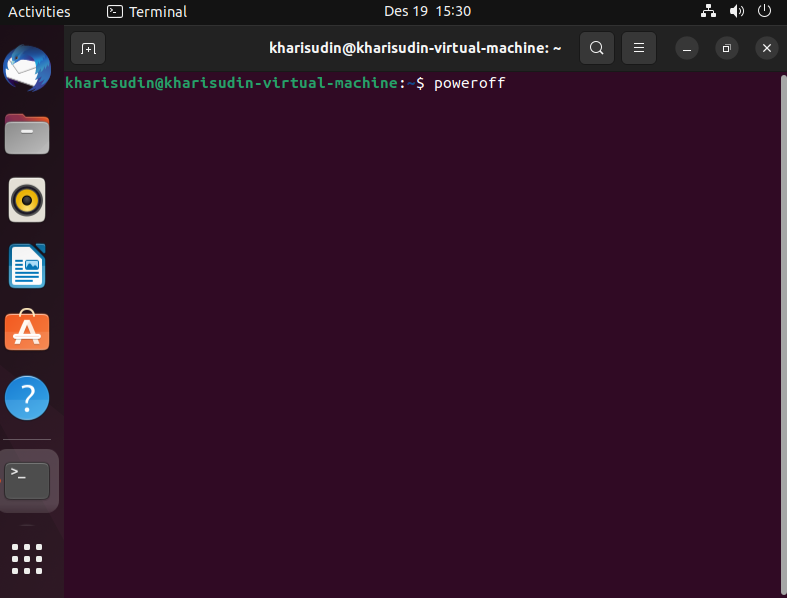 Activities Terminal Des 19 15:30
kharisudin@kharisudin-virtual-machine: ~
kharisudin@kharisudin-virtual-machine:~$ poweroff